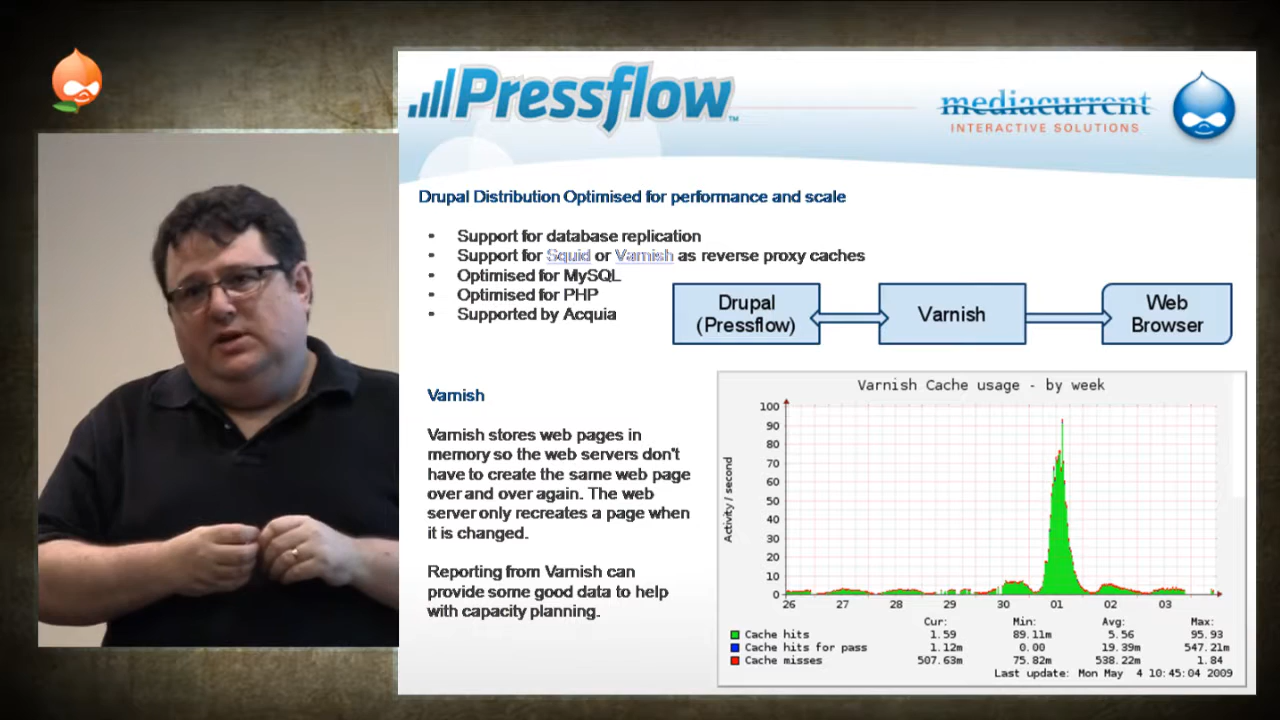 Pressflow™
mediacurrent
INTERACTIVE SOLUTIONS
Drupal Distribution Optimised for performance and scale
• Support for database replication
• Support for Squid or Varnish as reverse proxy caches
• Optimised for MySQL
• Optimised for PHP
• Supported by Acquia
Drupal
(Pressflow)
Varnish
Web
Browser
Varnish
Varnish stores web pages in
memory so the web servers don't
have to create the same web page
over and over again. The web
server only recreates a page when
it is changed.
Reporting from Varnish can
provide some good data to help
with capacity planning.
Varnish Cache usage - by week
Activity / second
100
90
80
70
60
50
40
30
20
10
0
26 27 28 29 30 01 02 03
Cur: Min: Avg: Max:
Cache hits 1.59 89.11m 5.56 95.93
Cache hits for pass 1.12m 0.00 19.39m 547.21m
Cache misses 507.63m 75.82m 538.22m 1.84
Last update: Mon May 4 10:45:04 2009